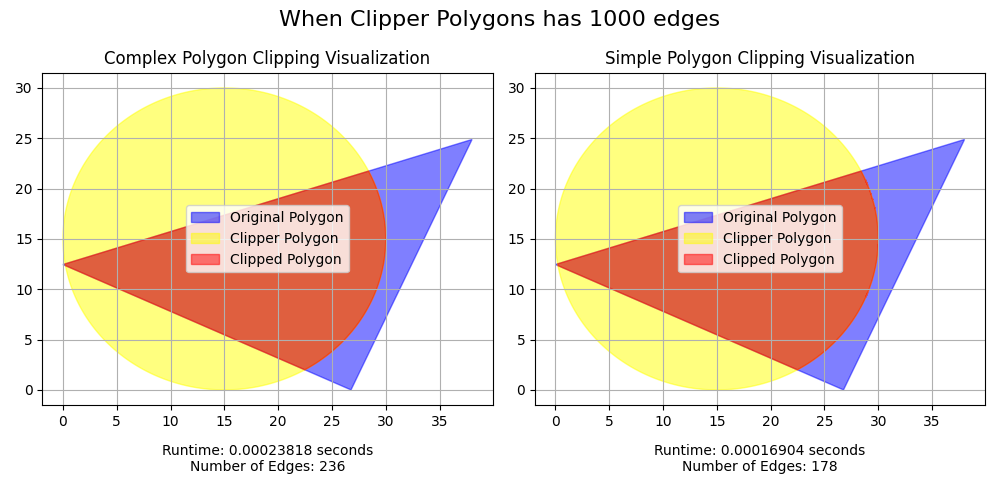 When Clipper Polygons has 1000 edges
Complex Polygon Clipping Visualization
30
25
20
15
10
5
0
Original Polygon
Clipper Polygon
Clipped Polygon
0 5 10 15 20 25 30 35
Runtime: 0.00023818 seconds
Number of Edges: 236
Simple Polygon Clipping Visualization
30
25
20
15
10
5
0
Original Polygon
Clipper Polygon
Clipped Polygon
0 5 10 15 20 25 30 35
Runtime: 0.00016904 seconds
Number of Edges: 178